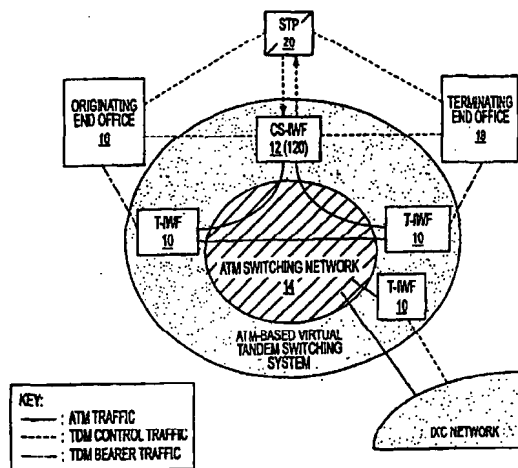 STP
20
ORIGINATING
END OFFICE
16
TERMINATING
END OFFICE
18
CS-IWF
12 (120)
T-IWF
10
T-IWF
10
ATM SWITCHING NETWORK
14
T-IWF
10
ATM-BASED VIRTUAL
TANDEM SWITCHING
SYSTEM
KEY:
: ATM TRAFFIC
: TDM CONTROL TRAFFIC
: TDM BEARER TRAFFIC
IXC NETWORK